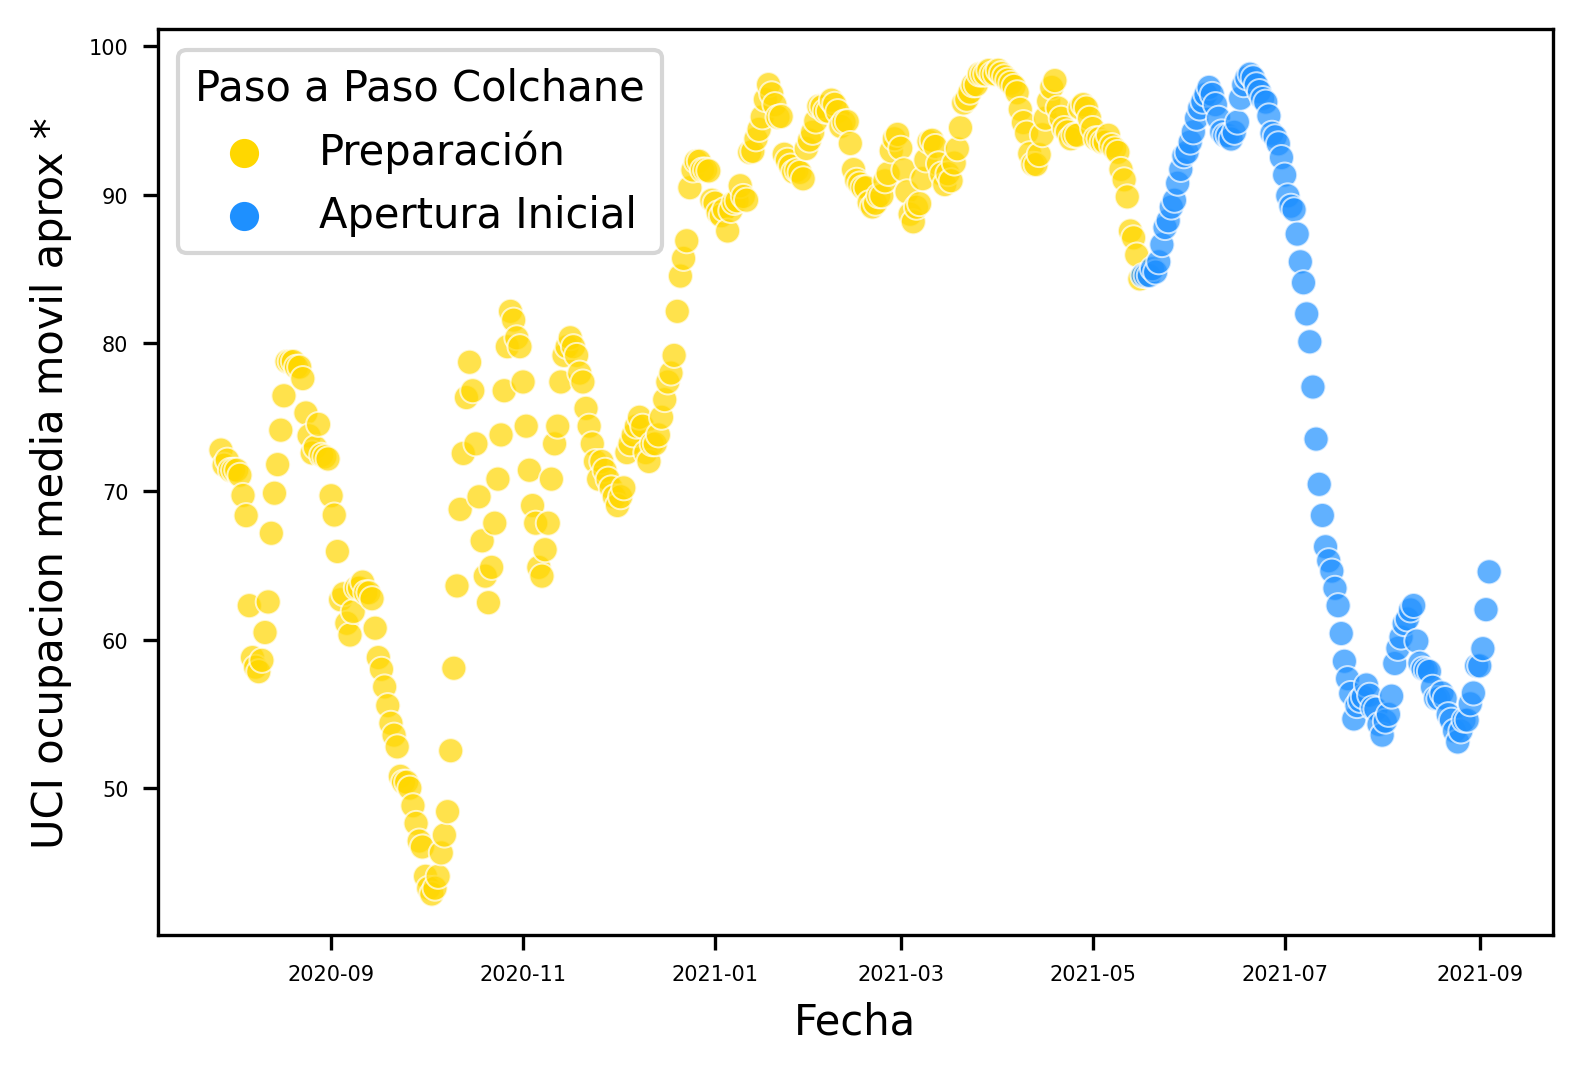 Paso a Paso Colchane
Preparación
Apertura Inicial
UCI ocupacion media movil aprox *
100
90
80
70
60
50
2020-09 2020-11 2021-01 2021-03 2021-05 2021-07 2021-09
Fecha